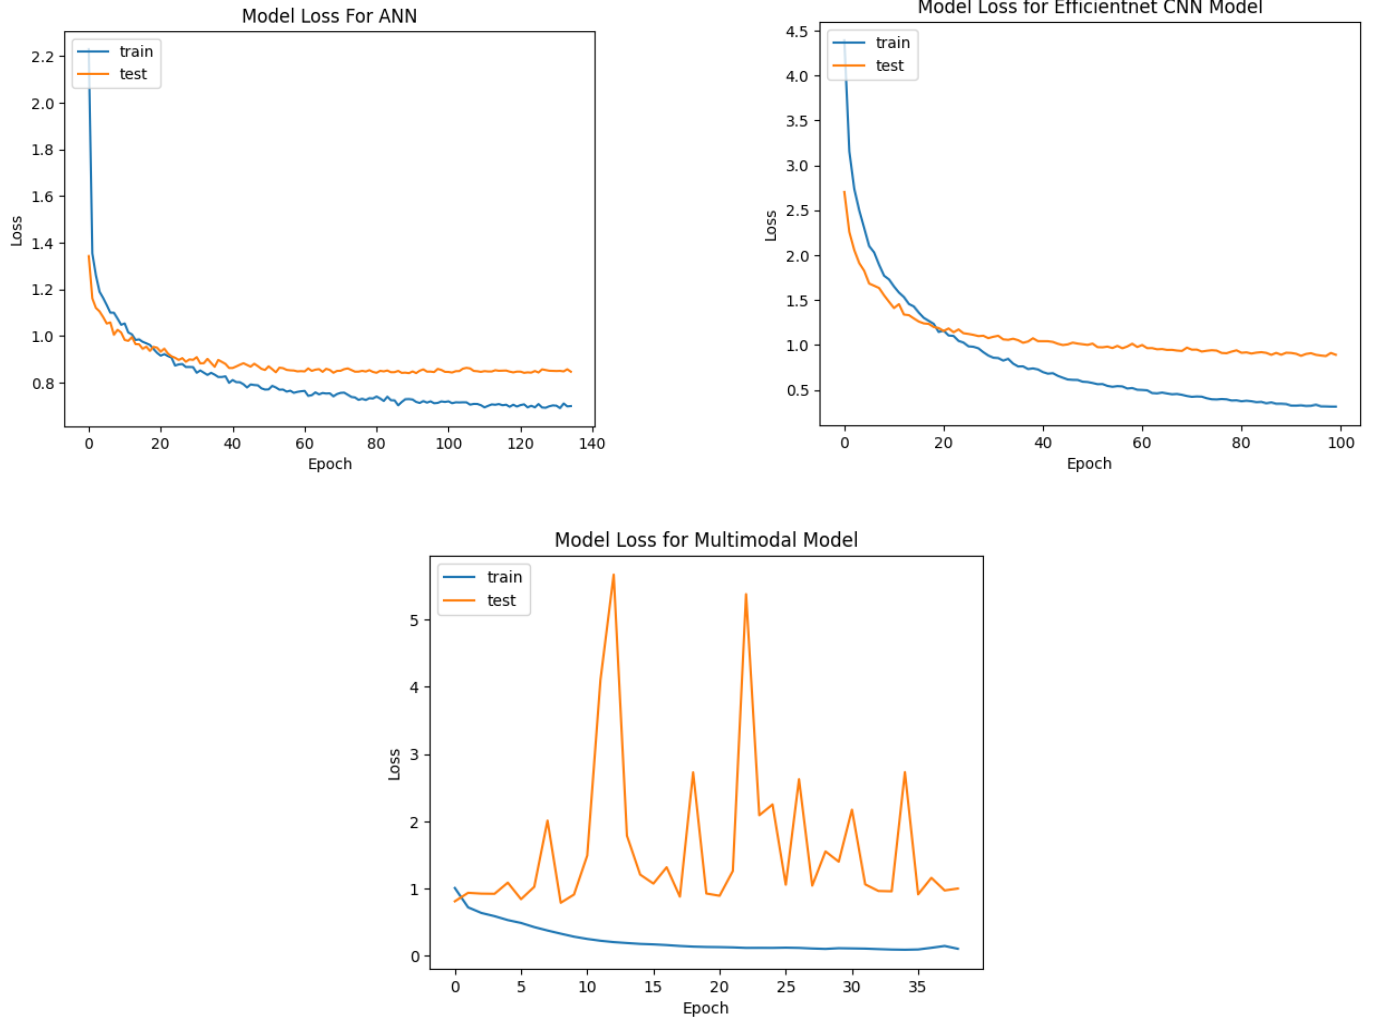 Model Loss For ANN
train
test
2.2
2.0
1.8
1.6
1.4
1.2
1.0
0.8
Loss
0 20 40 60 80 100 120 140
Epoch
Model Loss for Efficientnet CNN Model
train
test
4.5
4.0
3.5
3.0
2.5
2.0
1.5
1.0
0.5
Loss
0 20 40 60 80 100
Epoch
Model Loss for Multimodal Model
train
test
5
4
3
2
1
0
Loss
0 5 10 15 20 25 30 35
Epoch